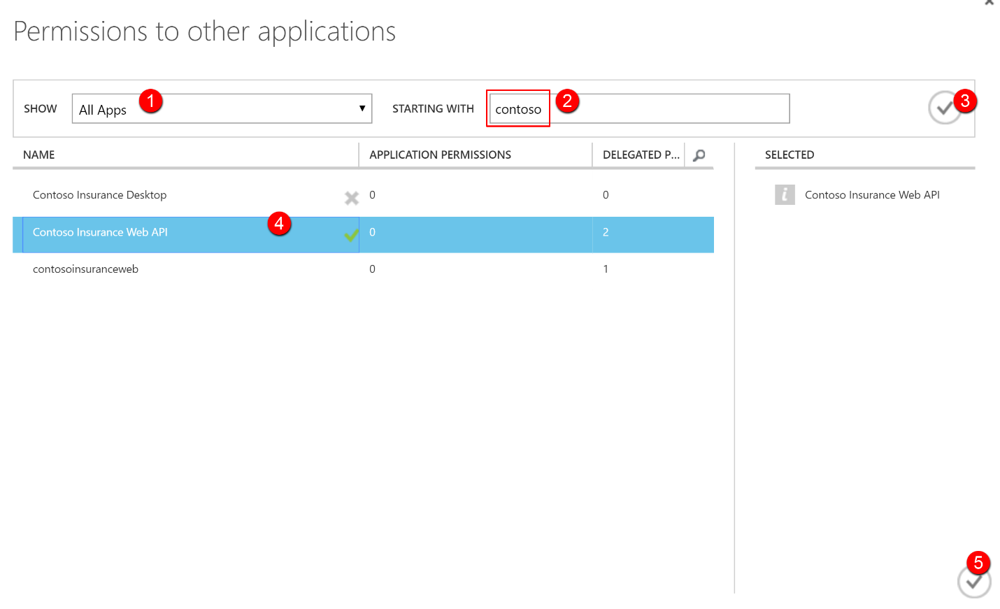 Permissions to other applications
SHOW All Apps 1 STARTING WITH contoso 2 3
NAME APPLICATION PERMISSIONS DELEGATED P... SELECTED
Contoso Insurance Desktop 0 0 Contoso Insurance Web API
Contoso Insurance Web API 4 0 2
contosoinsuranceweb 0 1
5